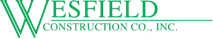 WESFIELD
CONSTRUCTION CO., INC.